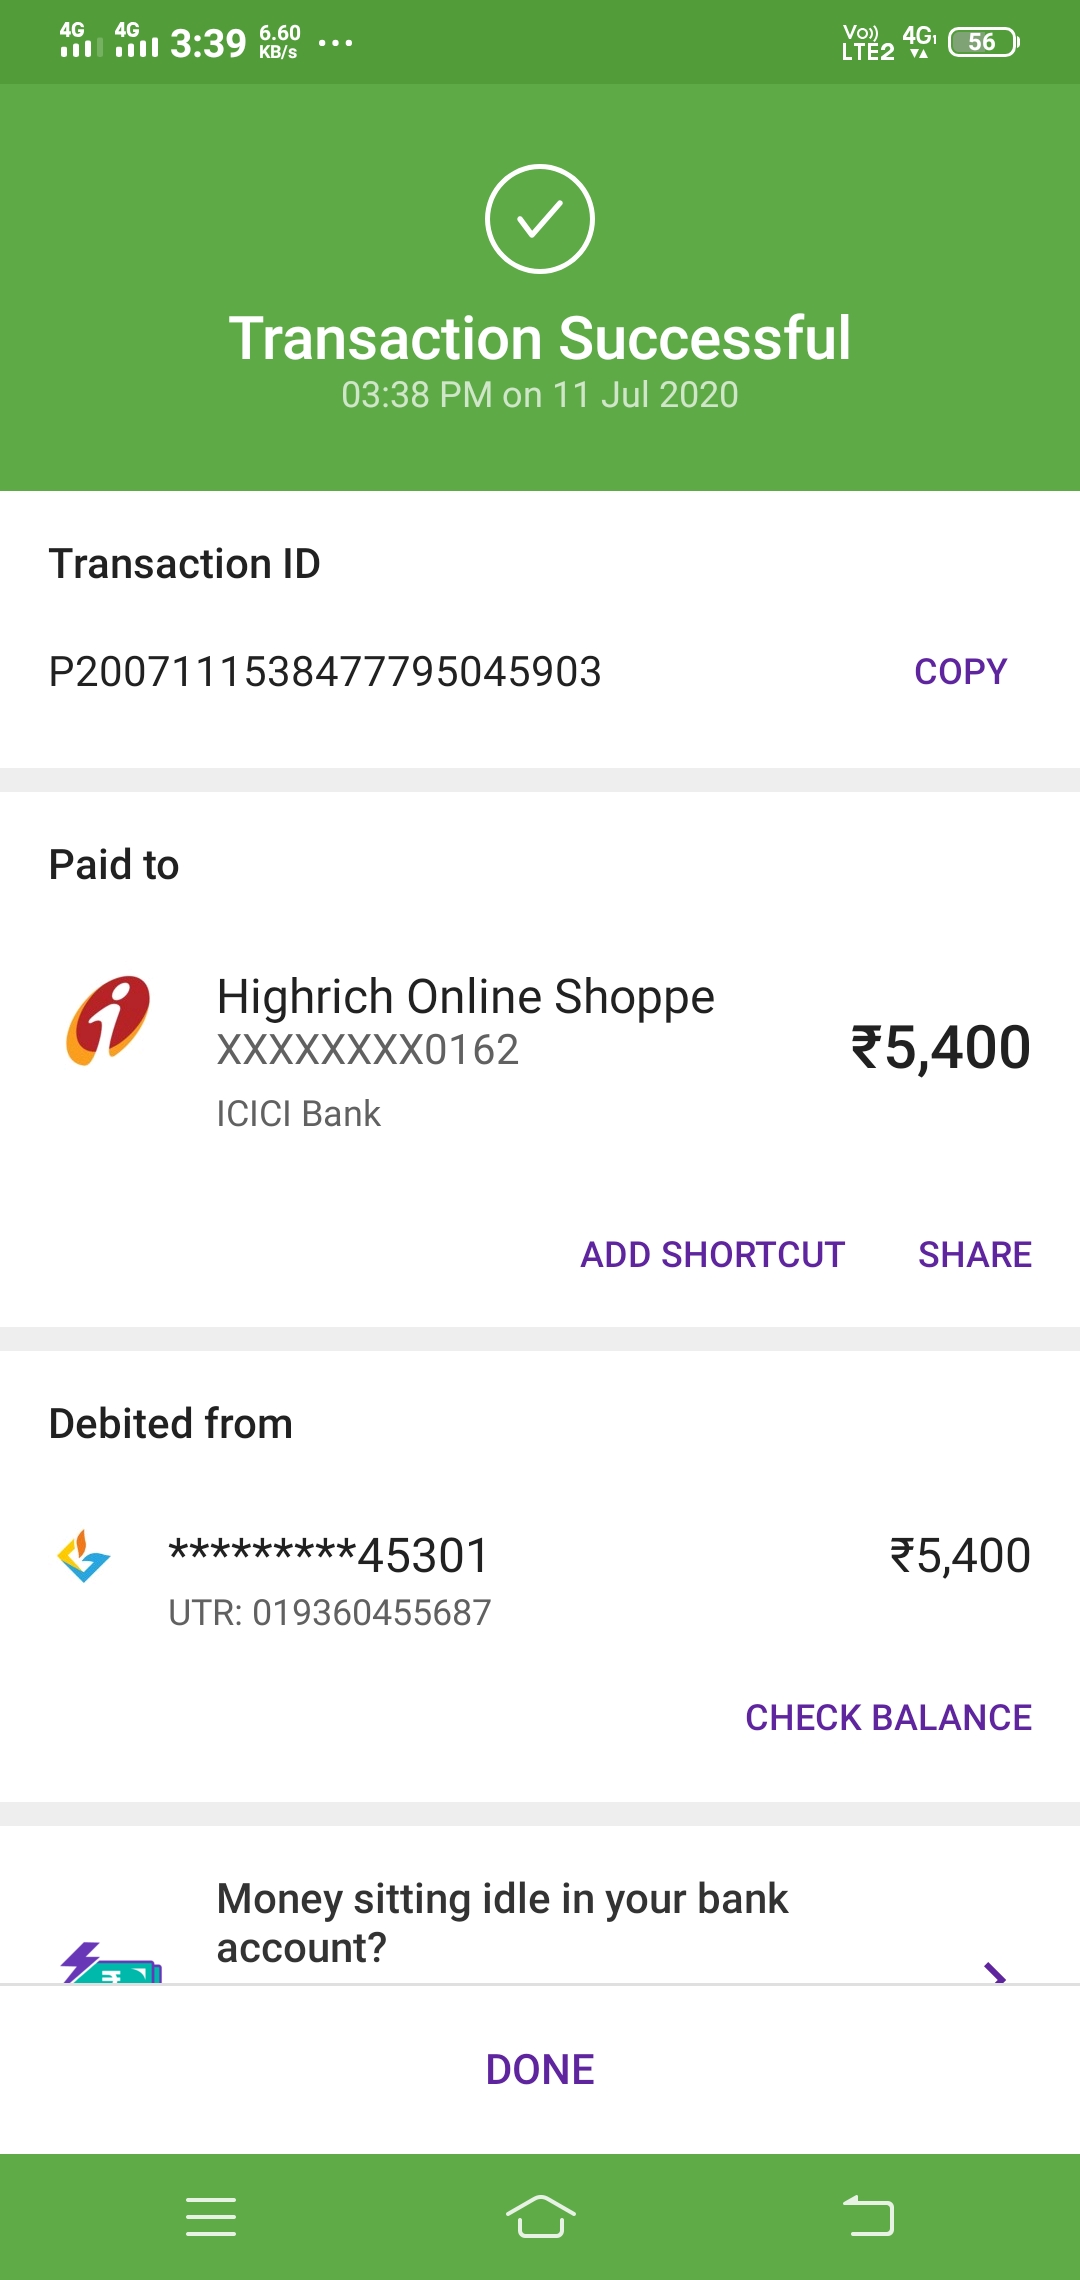 4G 4G 3:39 6.60 KB/s ... Vo)) LTE2 4G1 56
Transaction Successful
03:38 PM on 11 Jul 2020
Transaction ID
P2007111538477795045903 COPY
Paid to
Highrich Online Shoppe
XXXXXXXX0162 ₹5,400
ICICI Bank
ADD SHORTCUT SHARE
Debited from
*********45301 ₹5,400
UTR: 019360455687
CHECK BALANCE
Money sitting idle in your bank
account?
DONE